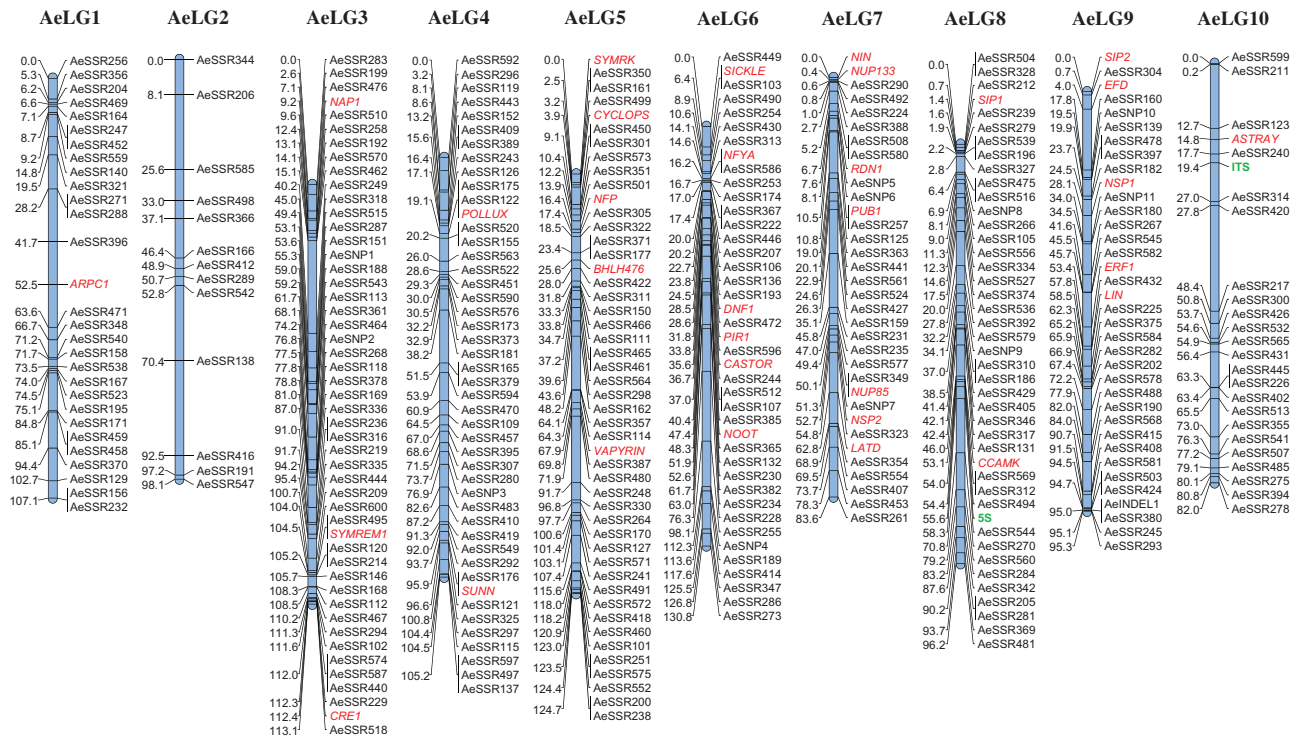 AeLG1 AeLG2 AeLG3 AeLG4 AeLG5 AeLG6 AeLG7 AeLG8 AeLG9 AeLG10
0.0 AeSSR256
5.3 AeSSR356
6.2 AeSSR204
6.6 AeSSR469
7.1 AeSSR164
AeSSR247
8.7 AeSSR452
9.2 AeSSR559
14.8 AeSSR140
19.5 AeSSR321
AeSSR271
28.2 AeSSR288
41.7 AeSSR396
52.5 ARPC1
63.6 AeSSR471
66.7 AeSSR348
71.2 AeSSR540
71.7 AeSSR158
73.5 AeSSR538
74.0 AeSSR167
74.5 AeSSR523
75.1 AeSSR195
84.8 AeSSR171
AeSSR459
85.1 AeSSR458
94.4 AeSSR370
102.7 AeSSR129
AeSSR156
107.1 AeSSR232
0.0 AeSSR344
8.1 AeSSR206
25.6 AeSSR585
33.0 AeSSR498
37.1 AeSSR366
46.4 AeSSR166
48.9 AeSSR412
50.7 AeSSR289
52.8 AeSSR542
70.4 AeSSR138
92.5 AeSSR416
97.2 AeSSR191
98.1 AeSSR547
0.0 AeSSR283
2.6 AeSSR199
7.1 AeSSR476
9.2 NAP1
9.6 AeSSR510
12.4 AeSSR258
13.1 AeSSR192
14.1 AeSSR570
15.1 AeSSR462
40.2 AeSSR249
45.0 AeSSR318
49.4 AeSSR515
53.1 AeSSR287
53.6 AeSSR151
55.3 AeSNP1
59.0 AeSSR188
59.2 AeSSR543
61.7 AeSSR113
68.1 AeSSR361
74.2 AeSSR464
76.8 AeSNP2
77.5 AeSSR268
77.8 AeSSR118
78.8 AeSSR378
81.0 AeSSR169
87.0 AeSSR336
AeSSR236
91.0 AeSSR316
91.7 AeSSR219
94.2 AeSSR335
95.4 AeSSR444
100.7 AeSSR209
104.0 AeSSR600
AeSSR495
104.5 SYMREM1
AeSSR120
105.2 AeSSR214
105.7 AeSSR146
108.3 AeSSR168
108.5 AeSSR112
110.2 AeSSR467
111.3 AeSSR294
111.6 AeSSR102
AeSSR574
112.0 AeSSR587
AeSSR440
112.3 AeSSR229
112.4 CRE1
113.1 AeSSR518
0.0 AeSSR592
3.2 AeSSR296
8.1 AeSSR119
8.6 AeSSR443
13.2 AeSSR152
AeSSR409
15.6 AeSSR389
16.4 AeSSR243
17.1 AeSSR126
AeSSR175
19.1 AeSSR122
POLLUX
AeSSR520
20.2 AeSSR155
26.0 AeSSR563
28.6 AeSSR522
29.3 AeSSR451
30.0 AeSSR590
30.5 AeSSR576
32.2 AeSSR173
32.9 AeSSR373
38.2 AeSSR181
AeSSR165
51.5 AeSSR379
53.9 AeSSR594
60.9 AeSSR470
64.5 AeSSR109
67.0 AeSSR457
68.6 AeSSR395
71.5 AeSSR307
73.7 AeSSR280
76.9 AeSNP3
82.6 AeSSR483
87.2 AeSSR410
91.3 AeSSR419
92.0 AeSSR549
93.7 AeSSR292
AeSSR176
95.9 SUNN
96.6 AeSSR121
100.8 AeSSR325
104.4 AeSSR297
104.5 AeSSR115
AeSSR597
105.2 AeSSR497
AeSSR137
0.0 SYMRK
AeSSR350
2.5 AeSSR161
3.2 AeSSR499
3.9 CYCLOPS
AeSSR450
9.1 AeSSR301
10.4 AeSSR573
12.2 AeSSR351
13.9 AeSSR501
16.4 NFP
17.4 AeSSR305
18.5 AeSSR322
AeSSR371
23.4 AeSSR177
25.6 BHLH476
28.0 AeSSR422
31.8 AeSSR311
33.3 AeSSR150
33.8 AeSSR466
34.7 AeSSR111
AeSSR465
37.2 AeSSR461
39.6 AeSSR564
43.6 AeSSR298
48.2 AeSSR162
64.1 AeSSR357
64.3 AeSSR114
67.9 VAPYRIN
69.8 AeSSR387
71.9 AeSSR480
91.7 AeSSR248
96.8 AeSSR330
97.7 AeSSR264
100.6 AeSSR170
101.4 AeSSR127
103.1 AeSSR571
107.4 AeSSR241
115.6 AeSSR491
118.0 AeSSR572
118.2 AeSSR418
120.9 AeSSR460
123.0 AeSSR101
AeSSR251
123.5 AeSSR575
124.4 AeSSR552
AeSSR200
124.7 AeSSR238
0.0 AeSSR449
SICKLE
6.4 AeSSR103
8.9 AeSSR490
10.6 AeSSR254
14.1 AeSSR430
AeSSR313
NFYA
16.2 AeSSR586
16.7 AeSSR253
AeSSR174
17.4 AeSSR367
AeSSR222
20.0 AeSSR446
20.2 AeSSR207
22.7 AeSSR106
23.8 AeSSR136
24.5 AeSSR193
28.5 DNF1
28.6 AeSSR472
31.8 PIR1
33.8 AeSSR596
35.6 CASTOR
36.7 AeSSR244
AeSSR512
37.0 AeSSR107
40.4 AeSSR385
47.4 NOOT
48.3 AeSSR365
51.9 AeSSR132
52.6 AeSSR230
61.7 AeSSR382
63.0 AeSSR234
76.3 AeSSR228
98.1 AeSSR255
112.3 AeSNP4
113.6 AeSSR189
117.6 AeSSR414
125.5 AeSSR347
126.8 AeSSR286
130.8 AeSSR273
0.0 NIN
0.4 NUP133
0.6 AeSSR290
0.8 AeSSR492
1.0 AeSSR224
2.7 AeSSR388
AeSSR508
5.2 AeSSR580
6.7 RDN1
7.6 AeSNP5
8.1 AeSNP6
PUB1
10.5 AeSSR257
10.8 AeSSR125
19.0 AeSSR363
20.1 AeSSR441
22.9 AeSSR561
24.6 AeSSR524
26.3 AeSSR427
35.1 AeSSR159
45.8 AeSSR231
47.0 AeSSR235
49.4 AeSSR577
AeSSR349
50.1 NUP85
51.3 AeSNP7
52.7 NSP2
54.8 AeSSR323
62.8 LATD
68.9 AeSSR354
69.5 AeSSR554
73.7 AeSSR407
78.3 AeSSR453
83.6 AeSSR261
AeSSR504
0.0 AeSSR328
0.7 AeSSR212
1.4 SIP1
1.6 AeSSR239
1.9 AeSSR279
AeSSR539
2.2 AeSSR196
2.8 AeSSR327
AeSSR475
6.4 AeSSR516
6.9 AeSNP8
8.1 AeSSR266
9.0 AeSSR105
11.3 AeSSR556
12.3 AeSSR334
14.6 AeSSR527
17.5 AeSSR374
20.0 AeSSR536
27.8 AeSSR392
32.2 AeSSR579
34.1 AeSNP9
AeSSR310
37.0 AeSSR186
38.5 AeSSR429
41.4 AeSSR405
42.1 AeSSR346
42.4 AeSSR317
46.0 AeSSR131
53.1 CCAMK
AeSSR569
54.0 AeSSR312
54.4 AeSSR494
55.6 5S
58.3 AeSSR544
70.8 AeSSR270
79.2 AeSSR560
83.2 AeSSR284
87.6 AeSSR342
AeSSR205
90.2 AeSSR281
93.7 AeSSR369
96.2 AeSSR481
0.0 SIP2
0.7 AeSSR304
4.0 EFD
17.8 AeSSR160
19.5 AeSNP10
19.9 AeSSR139
AeSSR478
23.7 AeSSR397
24.5 AeSSR182
28.1 NSP1
34.0 AeSNP11
34.5 AeSSR180
41.6 AeSSR267
45.5 AeSSR545
49.1 AeSSR582
53.4 ERF1
57.8 AeSSR432
58.5 LIN
62.3 AeSSR225
65.2 AeSSR375
65.9 AeSSR584
66.9 AeSSR282
67.4 AeSSR202
72.2 AeSSR578
77.9 AeSSR488
82.0 AeSSR190
84.0 AeSSR568
90.7 AeSSR415
91.5 AeSSR408
94.5 AeSSR581
AeSSR503
94.7 AeSSR424
AeINDEL1
95.0 AeSSR380
95.1 AeSSR245
95.3 AeSSR293
0.0 AeSSR599
0.2 AeSSR211
12.7 AeSSR123
14.8 ASTRAY
17.7 AeSSR240
19.4 ITS
27.0 AeSSR314
27.8 AeSSR420
48.4 AeSSR217
50.8 AeSSR300
53.7 AeSSR426
54.6 AeSSR532
54.9 AeSSR565
56.4 AeSSR431
AeSSR445
63.3 AeSSR226
63.4 AeSSR402
65.5 AeSSR513
73.0 AeSSR355
76.3 AeSSR541
77.2 AeSSR507
79.1 AeSSR485
80.1 AeSSR275
80.8 AeSSR394
82.0 AeSSR278